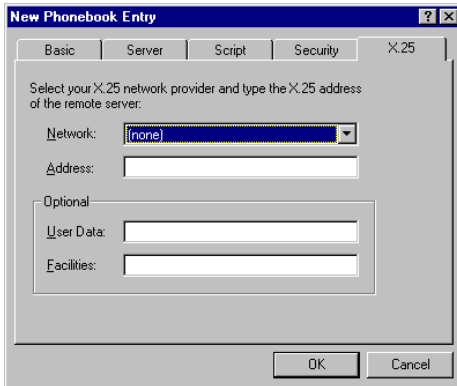 New Phonebook Entry
Basic Server Script Security X.25
Select your X.25 network provider and type the X.25 address
of the remote server:
Network: (none)
Address:
Optional
User Data:
Facilities:
OK Cancel